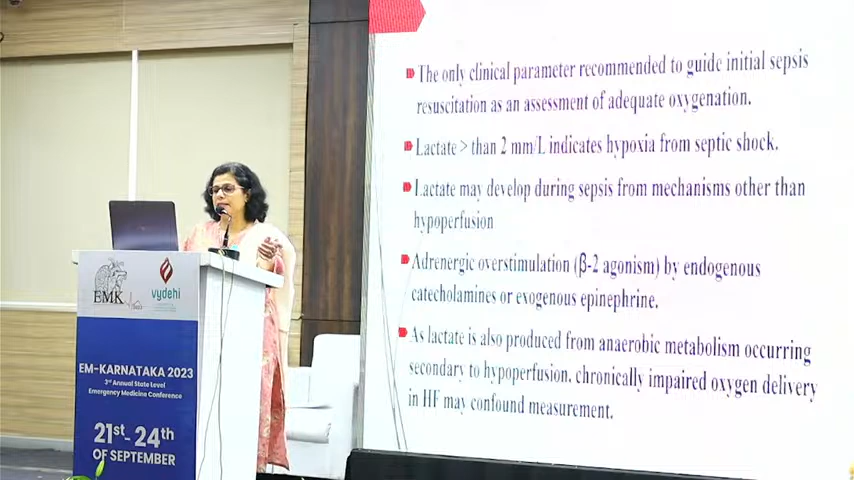 The only clinical parameter recommended to guide initial sepsis
resuscitation as an assessment of adequate oxygenation.
Lactate > than 2 mm/L indicates hypoxia from septic shock.
Lactate may develop during sepsis from mechanisms other than
hypoperfusion
Adrenergic overstimulation (β-2 agonism) by endogenous
catecholamines or exogenous epinephrine.
As lactate is also produced from anaerobic metabolism occurring
secondary to hypoperfusion. chronically impaired oxygen delivery
in HF may confound measurement.
EMK
vydehi
EM-KARNATAKA 2023
3rd Annual State Level
Emergency Medicine Conference
21st - 24th
OF SEPTEMBER